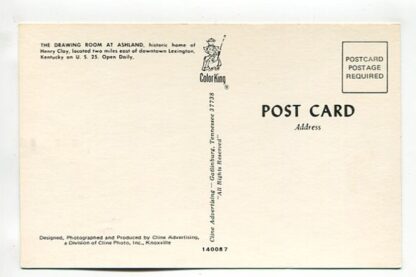 THE DRAWING ROOM AT ASHLAND, historic home of
Henry Clay, located two miles east of downtown Lexington,
Kentucky on U. S. 25. Open Daily.
Color King
®
POSTCARD
POSTAGE
REQUIRED
POST CARD
Address
Cline Advertising — Gatlinburg, Tennessee 37738
"All Rights Reserved"
Designed, Photographed and Produced by Cline Advertising,
a Division of Cline Photo, Inc., Knoxville
140087